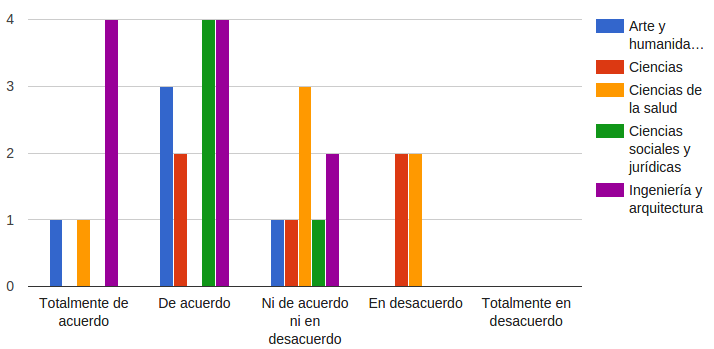 4
3
2
1
0
Totalmente de
acuerdo
De acuerdo
Ni de acuerdo
ni en
desacuerdo
En desacuerdo
Totalmente en
desacuerdo
Arte y
humanida…
Ciencias
Ciencias de
la salud
Ciencias
sociales y
jurídicas
Ingeniería y
arquitectura